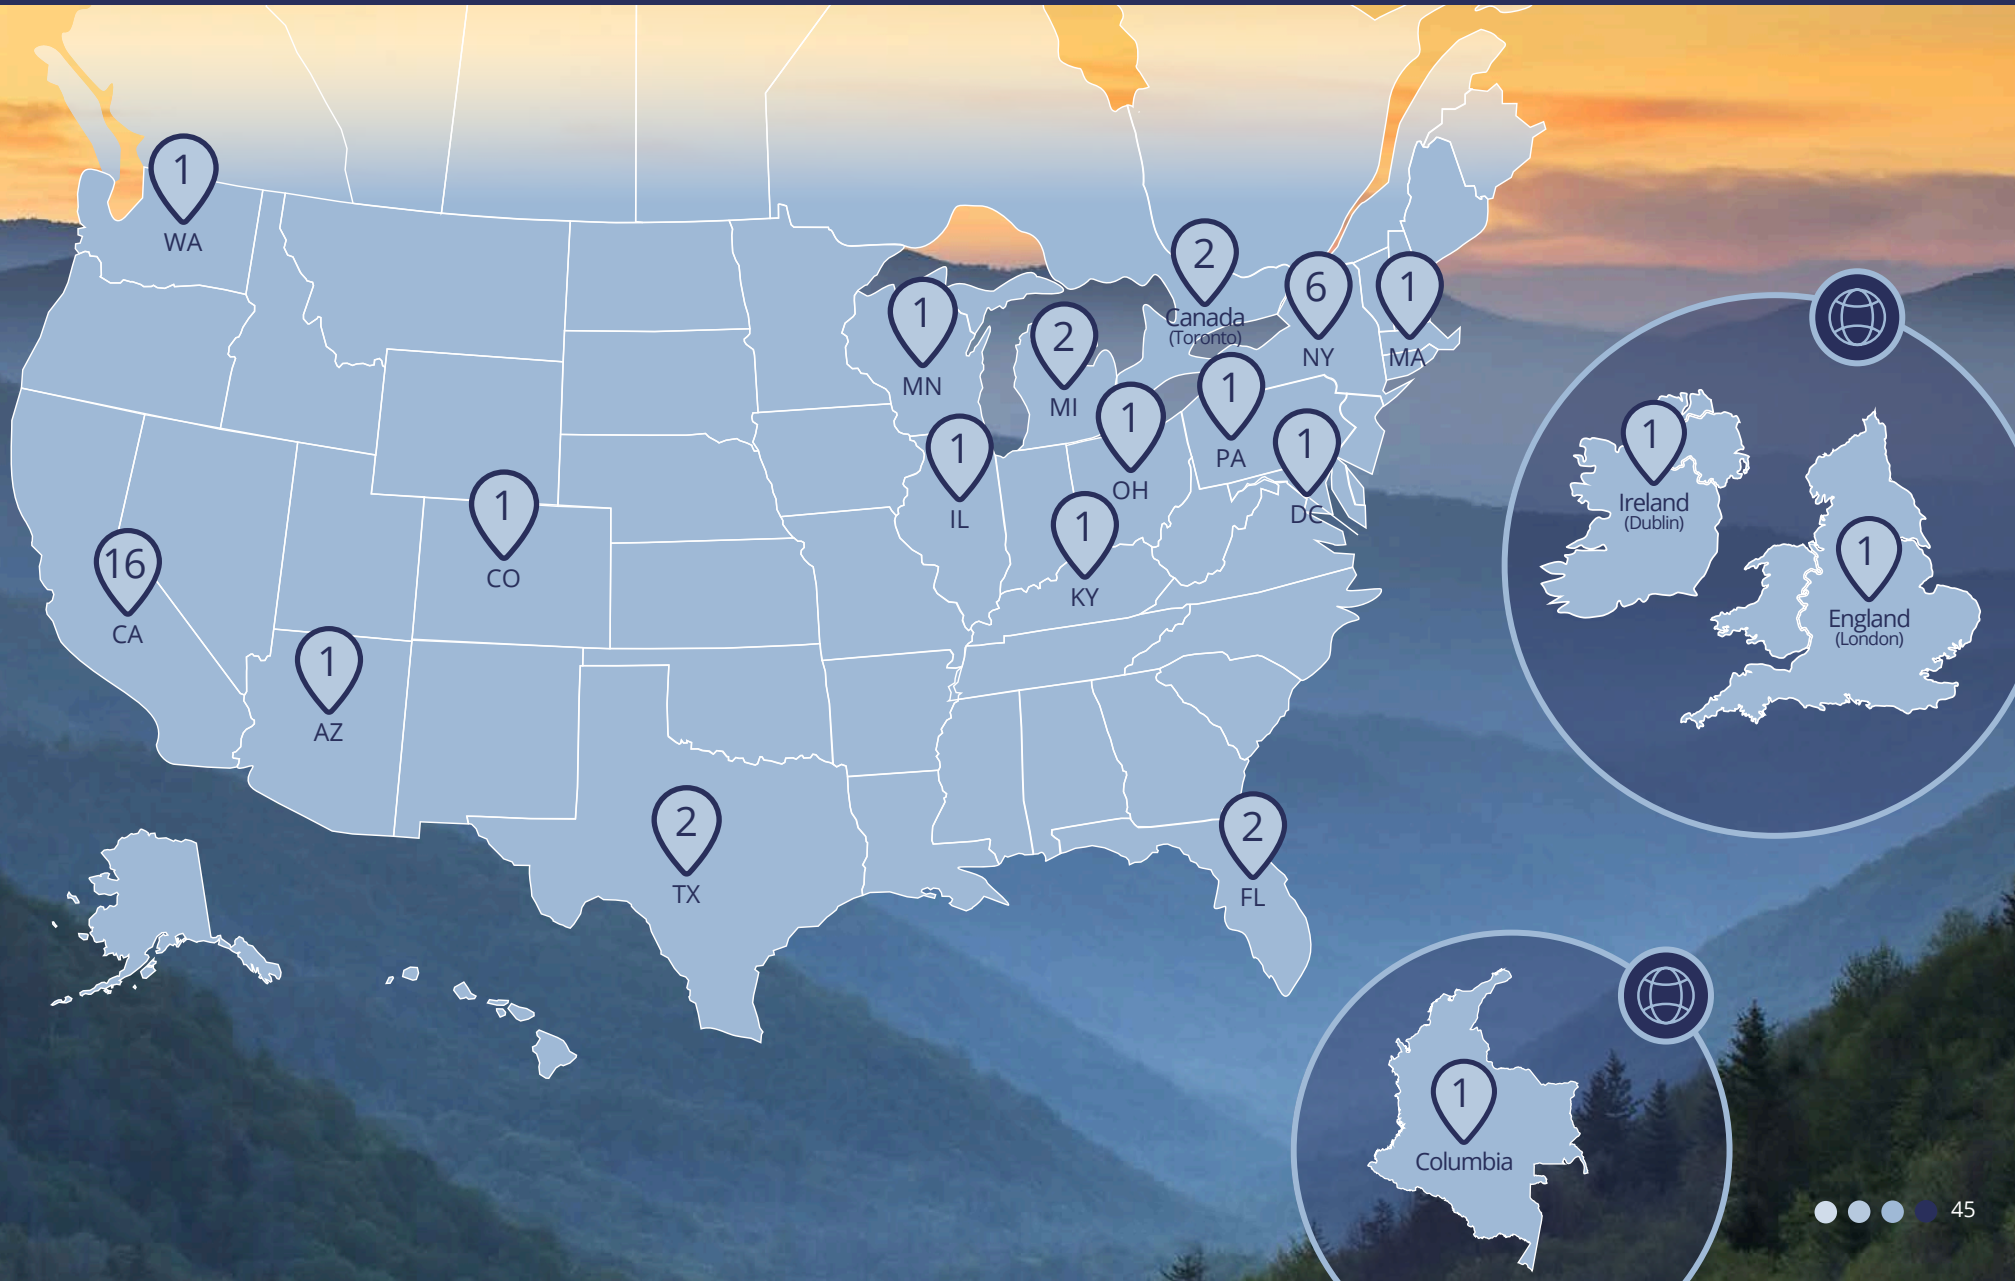 1
WA
2
Canada
(Toronto)
6
NY
1
MA
1
MN
2
MI
1
PA
1
OH
1
DC
1
IL
1
KY
1
CO
16
CA
1
AZ
2
TX
2
FL
1
Ireland
(Dublin)
1
England
(London)
1
Columbia
45